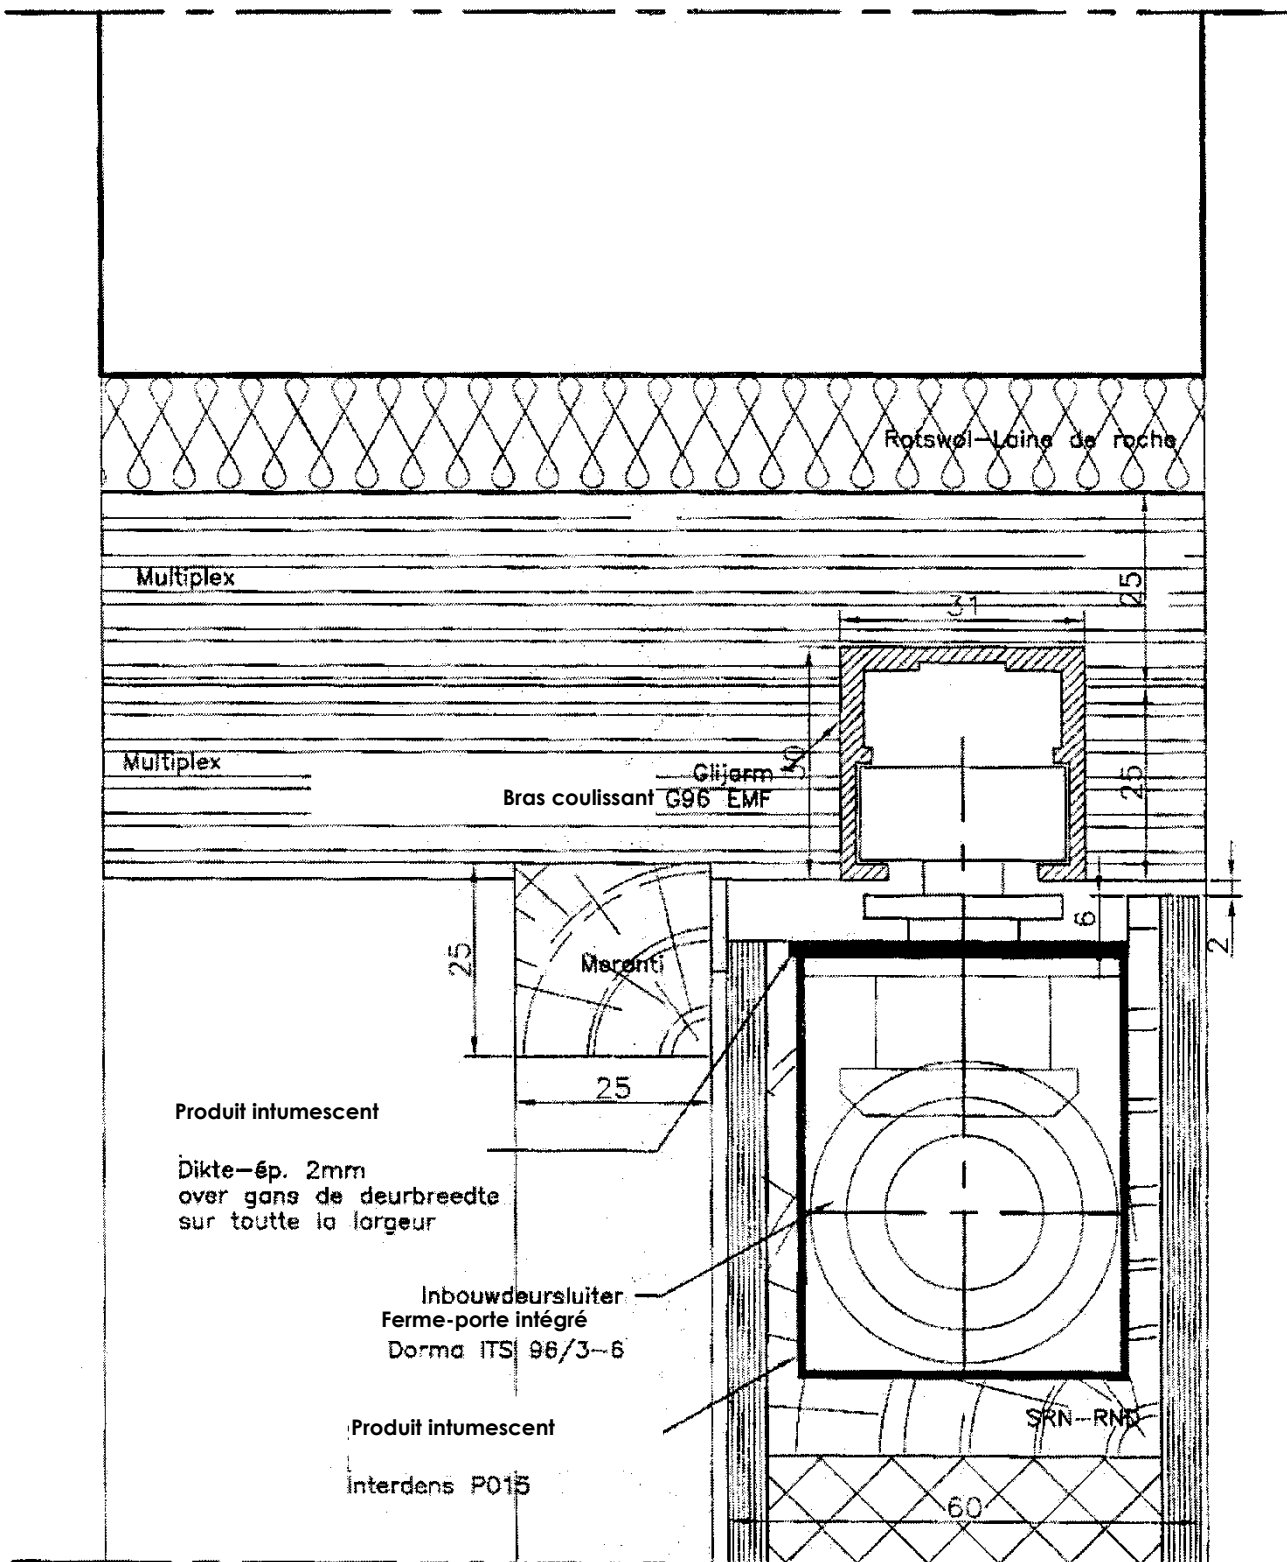 Rotswol-Laine de roche
Multiplex
25
31
Multiplex
30
25
Glijarm
Bras coulissant G96 EMF
25
Meranti
6
2
25
Produit intumescent
Dikte-ép. 2mm
over gans de deurbreedte
sur toutte la largeur
Inbouwdeursluiter
Ferme-porte intégré
Dorma ITS 96/3-6
Produit intumescent
SRN-RND
Interdens P015
60